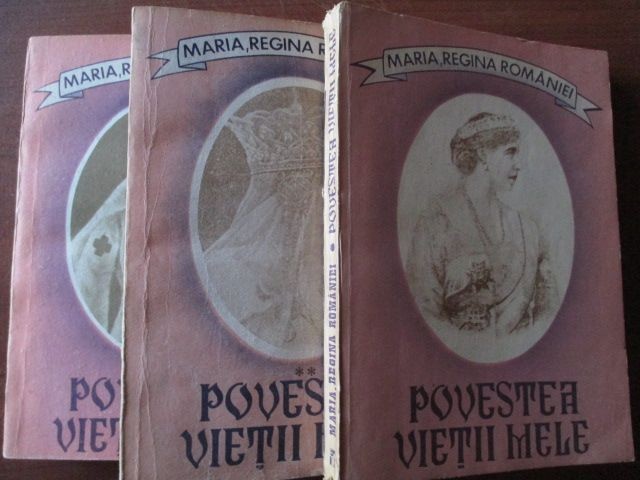 MARIA, R
PO
VIEȚ
MARIA, REGINA R
**
POVES
VIEȚII M
MARIA, REGINA ROMÂNIEI • POVESTEA VIEȚII MELE
MARIA, REGINA ROMÂNIEI
POVESTEA
VIEȚII MELE